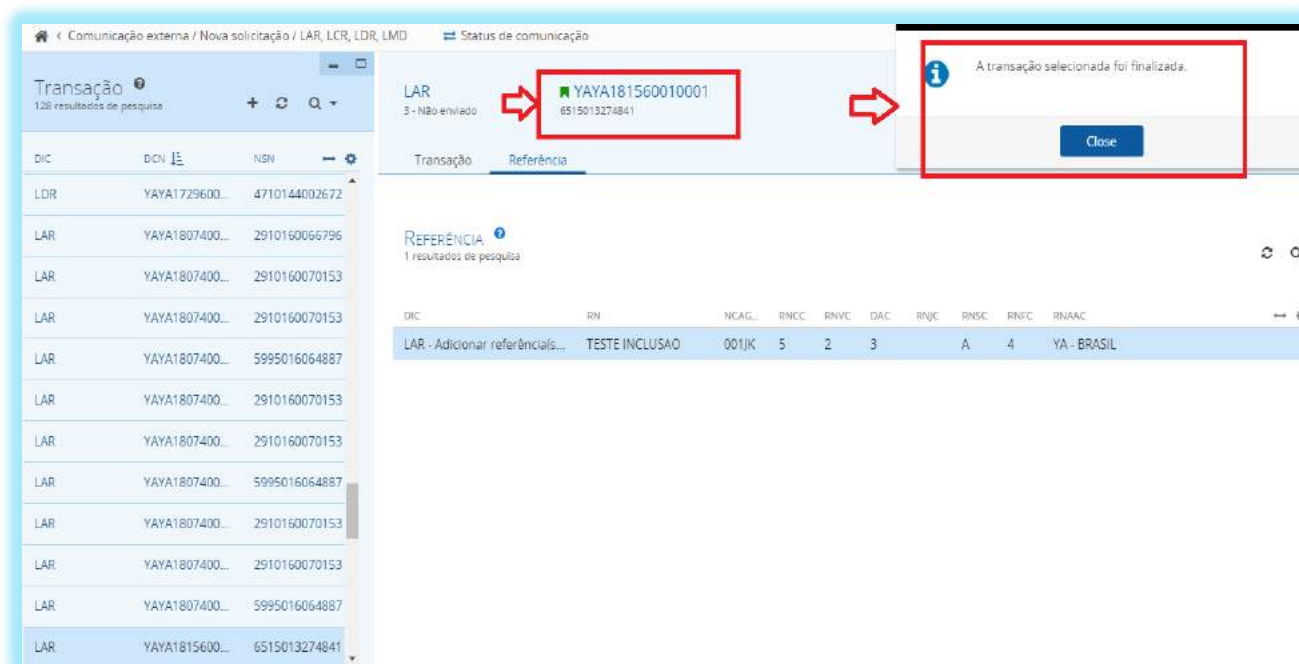 Comunicação externa / Nova solicitação / LAR, LCR, LDR, LMD
Status de comunicação
Transação
128 resultados de pesquisa
DIC DCN NSN
LDR YAYA1729600... 4710144002672
LAR YAYA1807400... 2910160066796
LAR YAYA1807400... 2910160070153
LAR YAYA1807400... 2910160070153
LAR YAYA1807400... 5995016064887
LAR YAYA1807400... 2910160070153
LAR YAYA1807400... 2910160070153
LAR YAYA1807400... 5995016064887
LAR YAYA1807400... 2910160070153
LAR YAYA1807400... 2910160070153
LAR YAYA1807400... 5995016064887
LAR YAYA1815600... 6515013274841
LAR
3 - Não enviado
YAYA181560010001
6515013274841
A transação selecionada foi finalizada.
Close
Transação Referência
REFERÊNCIA
1 resultados de pesquisa
DIC RN NCAG... RNCC RNVC DAC RNJC RNSC RNFC RNAAC
LAR - Adicionar referência(s... TESTE INCLUSAO 001JK 5 2 3 A 4 YA - BRASIL